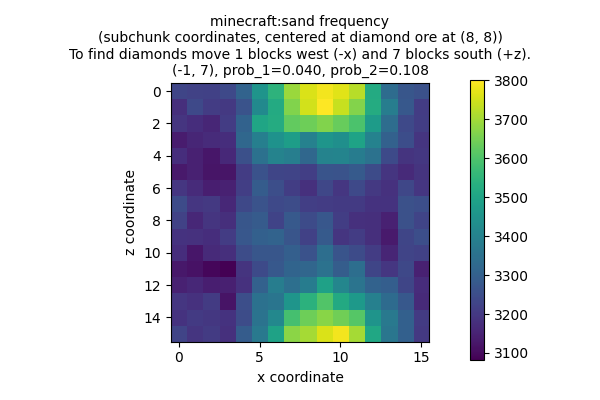 minecraft:sand frequency
(subchunk coordinates, centered at diamond ore at (8, 8))
To find diamonds move 1 blocks west (-x) and 7 blocks south (+z).
(-1, 7), prob_1=0.040, prob_2=0.108
0
2
4
6
8
10
12
14
z coordinate
0 5 10 15
x coordinate
3800
3700
3600
3500
3400
3300
3200
3100